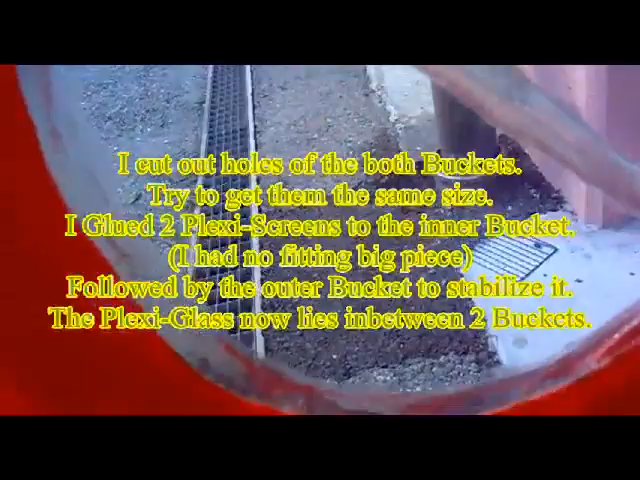 I cut out holes of the both Buckets.
Try to get them the same size.
I Glued 2 Plexi-Screens to the inner Bucket.
(I had no fitting big piece)
Followed by the outer Bucket to stabilize it.
The Plexi-Glass now lies inbetween 2 Buckets.